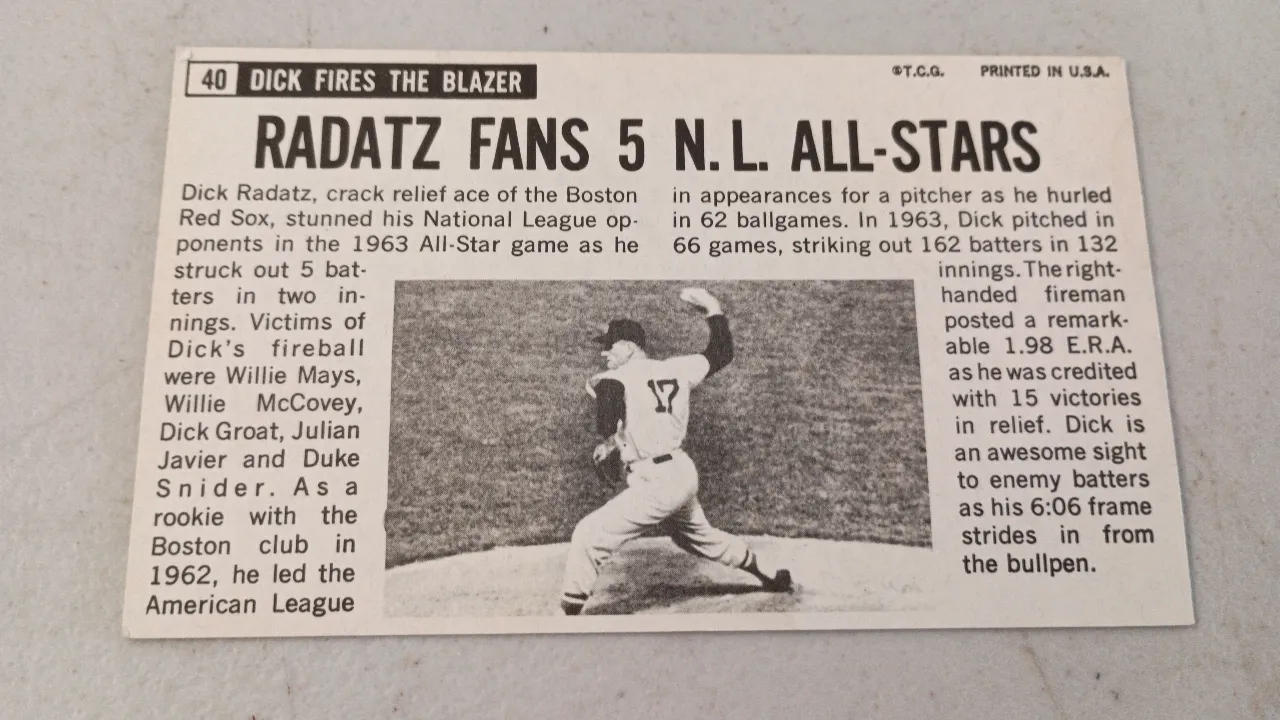 40 DICK FIRES THE BLAZER
©T.C.G. PRINTED IN U.S.A.
RADATZ FANS 5 N. L. ALL-STARS
Dick Radatz, crack relief ace of the Boston
Red Sox, stunned his National League op-
ponents in the 1963 All-Star game as he
struck out 5 bat-
ters in two in-
nings. Victims of
Dick's fireball
were Willie Mays,
Willie McCovey,
Dick Groat, Julian
Javier and Duke
Snider. As a
rookie with the
Boston club in
1962, he led the
American League
in appearances for a pitcher as he hurled
in 62 ballgames. In 1963, Dick pitched in
66 games, striking out 162 batters in 132
innings. The right-
handed fireman
posted a remark-
able 1.98 E.R.A.
as he was credited
with 15 victories
in relief. Dick is
an awesome sight
to enemy batters
as his 6:06 frame
strides in from
the bullpen.
17